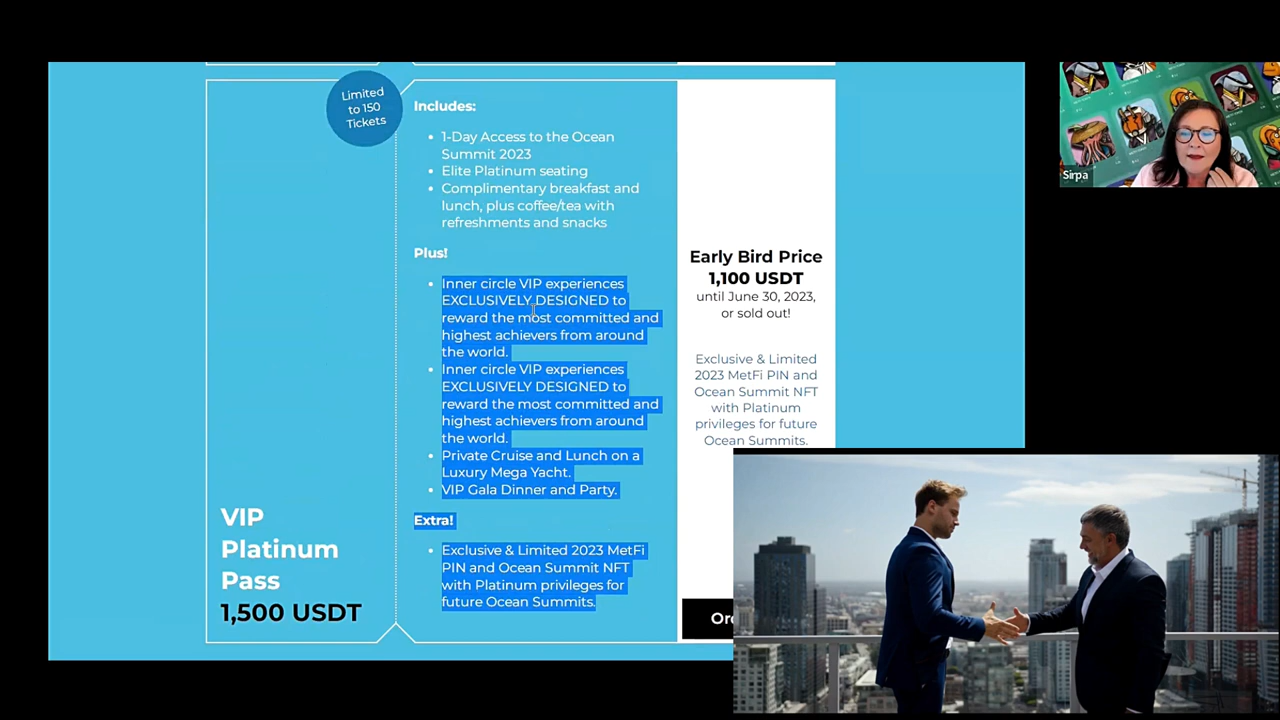 Limited
to 150
Tickets
Includes:
1-Day Access to the Ocean
Summit 2023
Elite Platinum seating
Complimentary breakfast and
lunch, plus coffee/tea with
refreshments and snacks
Plus!
Inner circle VIP experiences
EXCLUSIVELY DESIGNED to
reward the most committed and
highest achievers from around
the world.
Inner circle VIP experiences
EXCLUSIVELY DESIGNED to
reward the most committed and
highest achievers from around
the world.
Private Cruise and Lunch on a
Luxury Mega Yacht.
VIP Gala Dinner and Party.
Extra!
Exclusive & Limited 2023 MetFi
PIN and Ocean Summit NFT
with Platinum privileges for
future Ocean Summits.
VIP
Platinum
Pass
1,500 USDT
Early Bird Price
1,100 USDT
until June 30, 2023,
or sold out!
Exclusive & Limited
2023 MetFi PIN and
Ocean Summit NFT
with Platinum
privileges for future
Ocean Summits.
Sirpa